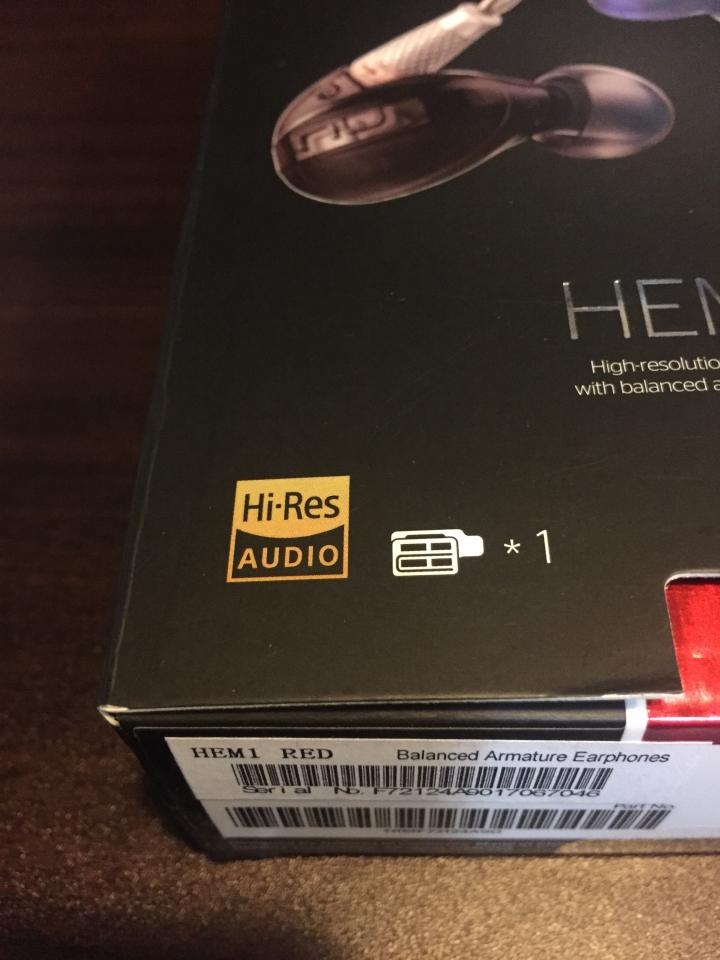 HEM
High-resolutio
with balanced a
Hi-Res
AUDIO
* 1
HEM1 RED
Balanced Armature Earphones
Serial No. F72124A9017067046
Part No.